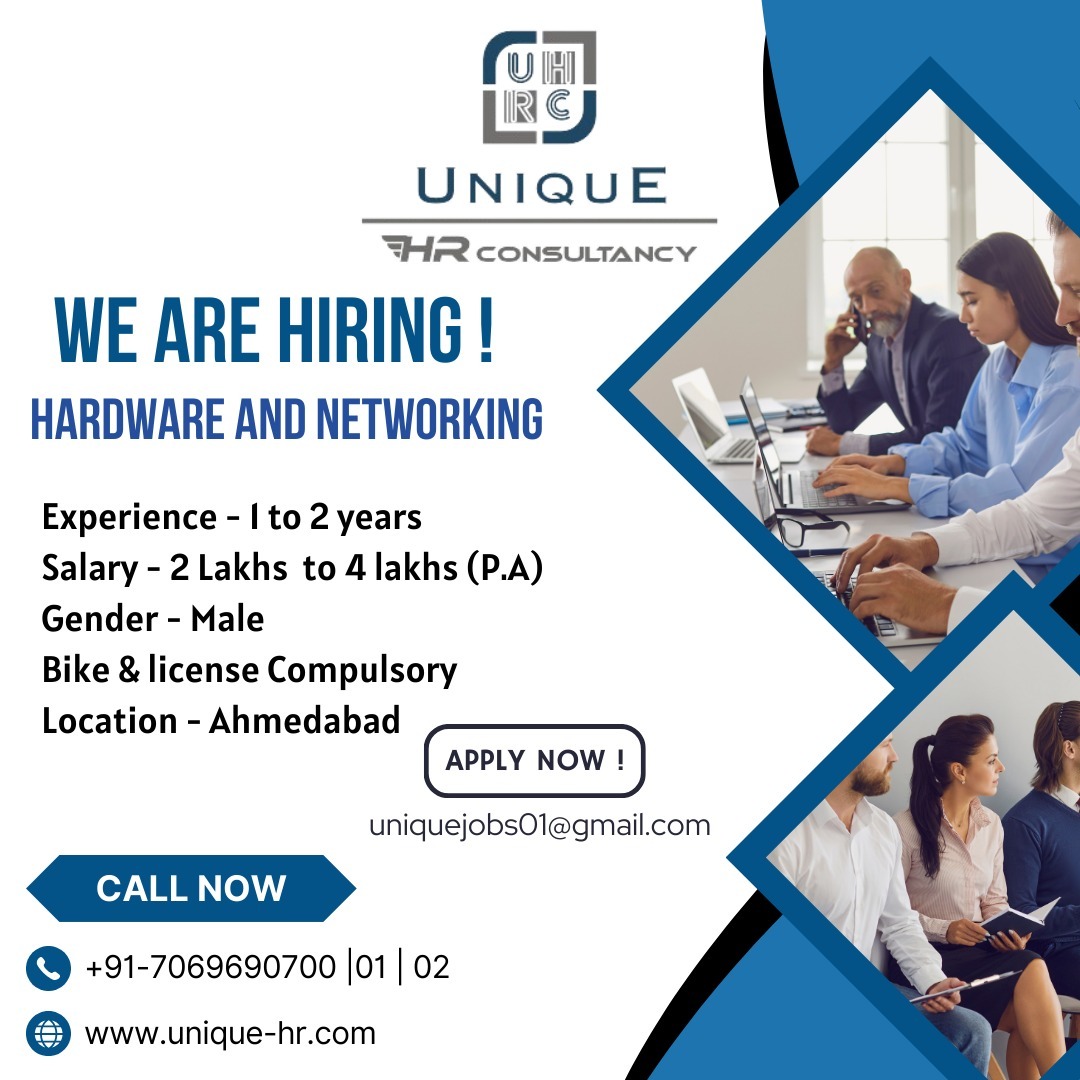 UH
RC
UNIQUE
HR CONSULTANCY
WE ARE HIRING !
HARDWARE AND NETWORKING
Experience - 1 to 2 years
Salary - 2 Lakhs to 4 lakhs (P.A)
Gender - Male
Bike & license Compulsory
Location - Ahmedabad
APPLY NOW !
uniquejobs01@gmail.com
CALL NOW
+91-7069690700 |01 | 02
www.unique-hr.com